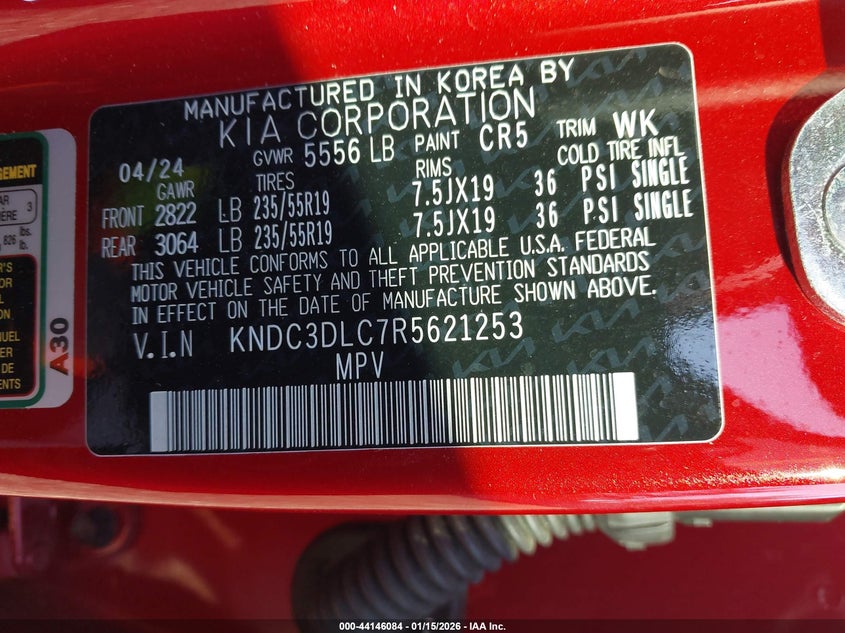 MANUFACTURED IN KOREA BY
KIA CORPORATION
04/24 GVWR 5556 LB PAINT CR5 TRIM WK
GAWR TIRES RIMS COLD TIRE INFL
FRONT 2822 LB 235/55R19 7.5JX19 36 PSI SINGLE
REAR 3064 LB 235/55R19 7.5JX19 36 PSI SINGLE
THIS VEHICLE CONFORMS TO ALL APPLICABLE U.S.A. FEDERAL
MOTOR VEHICLE SAFETY AND THEFT PREVENTION STANDARDS
IN EFFECT ON THE DATE OF MANUFACTURE SHOWN ABOVE.
V.I.N KNDC3DLC7R5621253
MPV
3
826 lbs.
A30
000-44146084 - 01/15/2026 - IAA Inc.